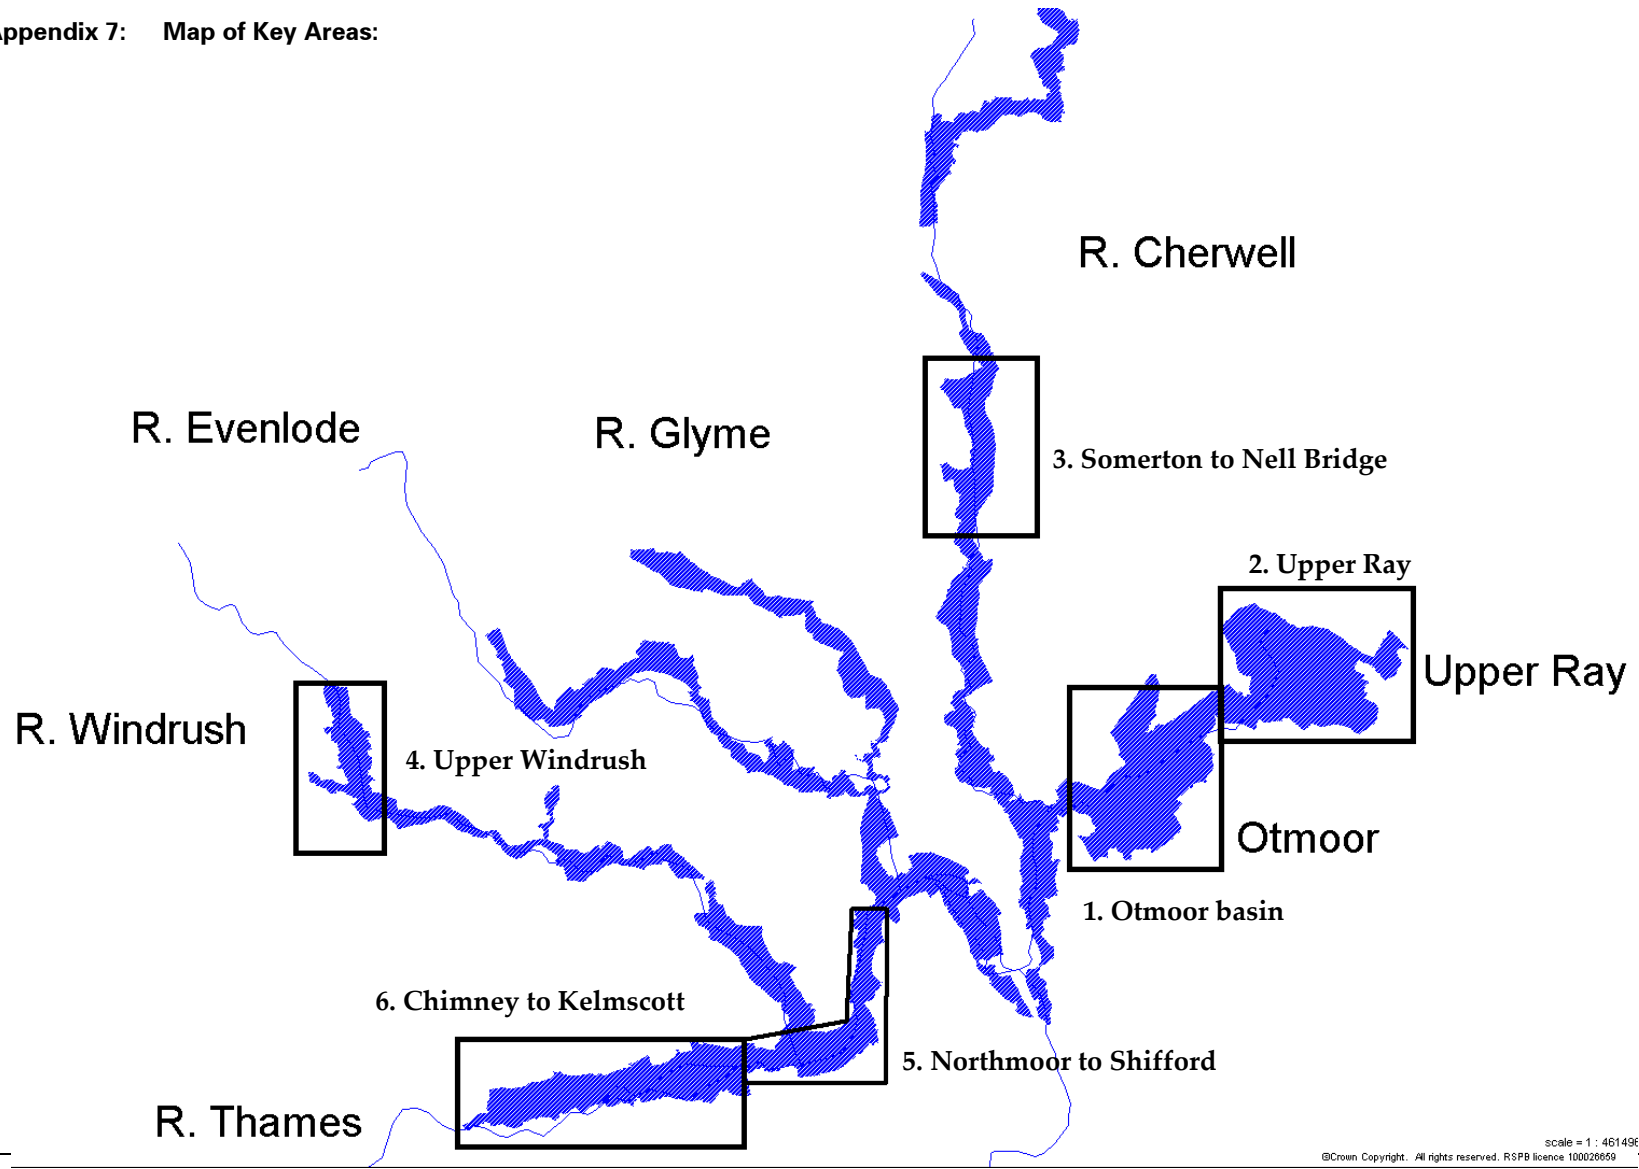 Appendix 7: Map of Key Areas:
R. Cherwell
R. Evenlode
R. Glyme
3. Somerton to Nell Bridge
2. Upper Ray
Upper Ray
R. Windrush
4. Upper Windrush
Otmoor
1. Otmoor basin
6. Chimney to Kelmscott
5. Northmoor to Shifford
R. Thames
scale = 1 : 461496
©Crown Copyright. All rights reserved. RSPB licence 100026659